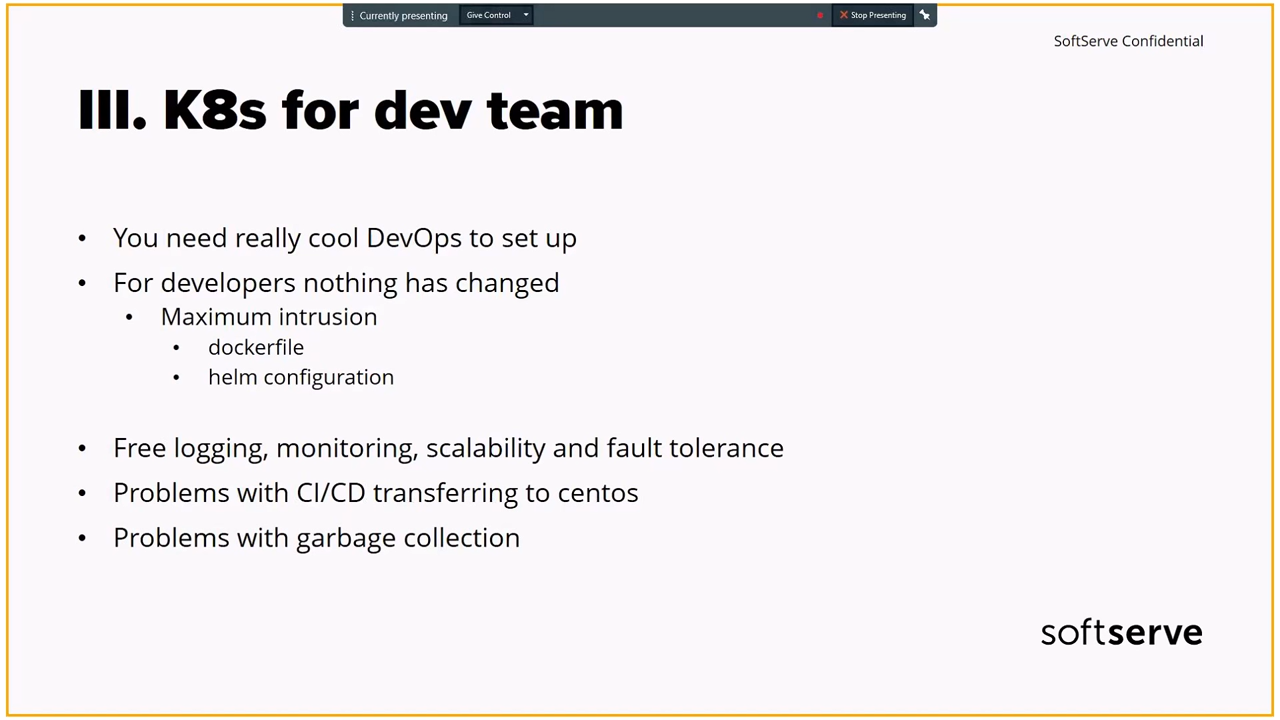 Currently presenting
Give Control
Stop Presenting
SoftServe Confidential
III. K8s for dev team
• You need really cool DevOps to set up
• For developers nothing has changed
• Maximum intrusion
• dockerfile
• helm configuration
• Free logging, monitoring, scalability and fault tolerance
• Problems with CI/CD transferring to centos
• Problems with garbage collection
softserve